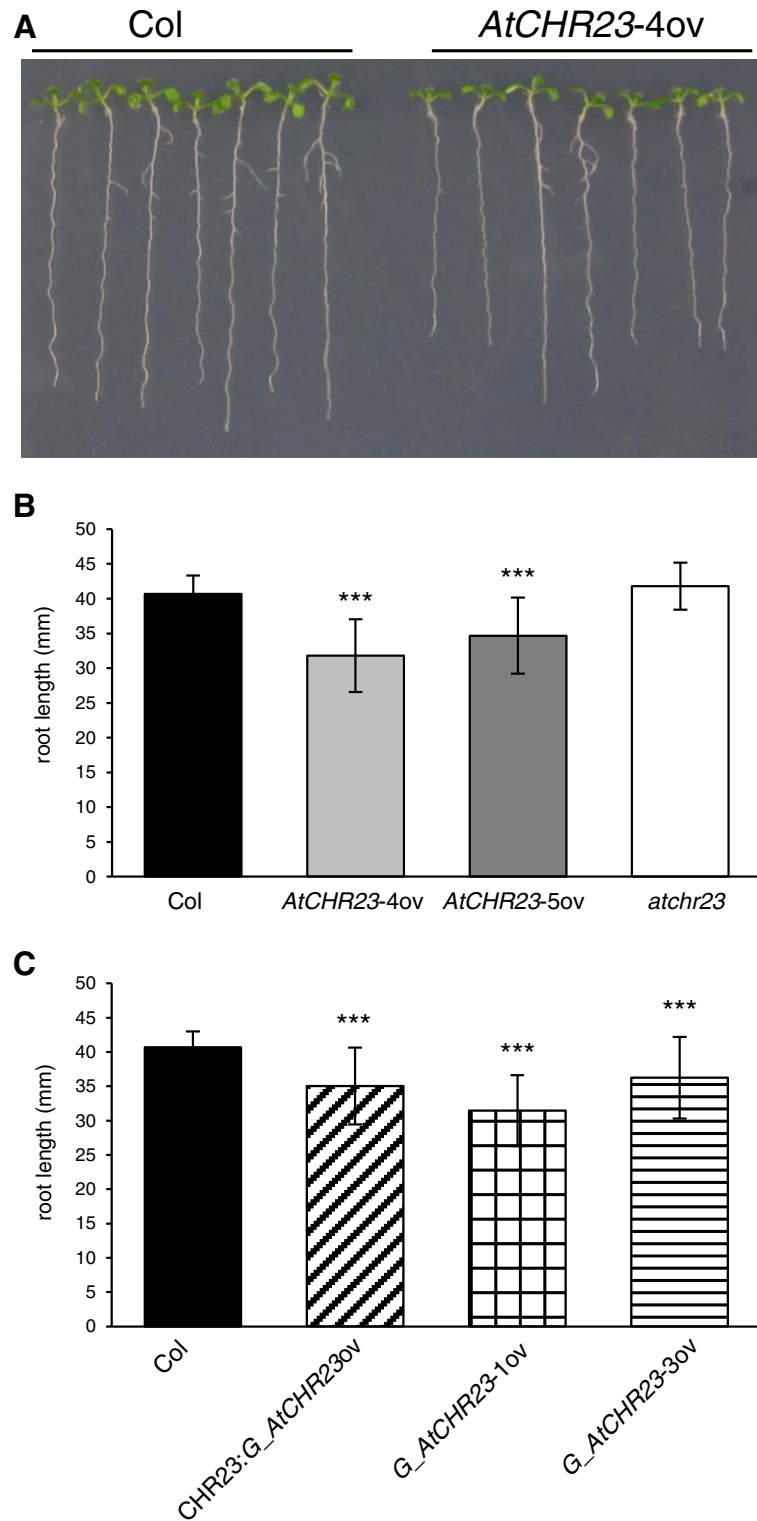 A
Col AtCHR23-4ov
B
50
45
40
35
30
25
20
15
10
5
0
root length (mm)
***
***
Col AtCHR23-4ov AtCHR23-5ov atchr23
C
50
45
40
35
30
25
20
15
10
5
0
root length (mm)
***
***
***
Col
CHR23:G_AtCHR23ov
G_AtCHR23-1ov
G_AtCHR23-3ov